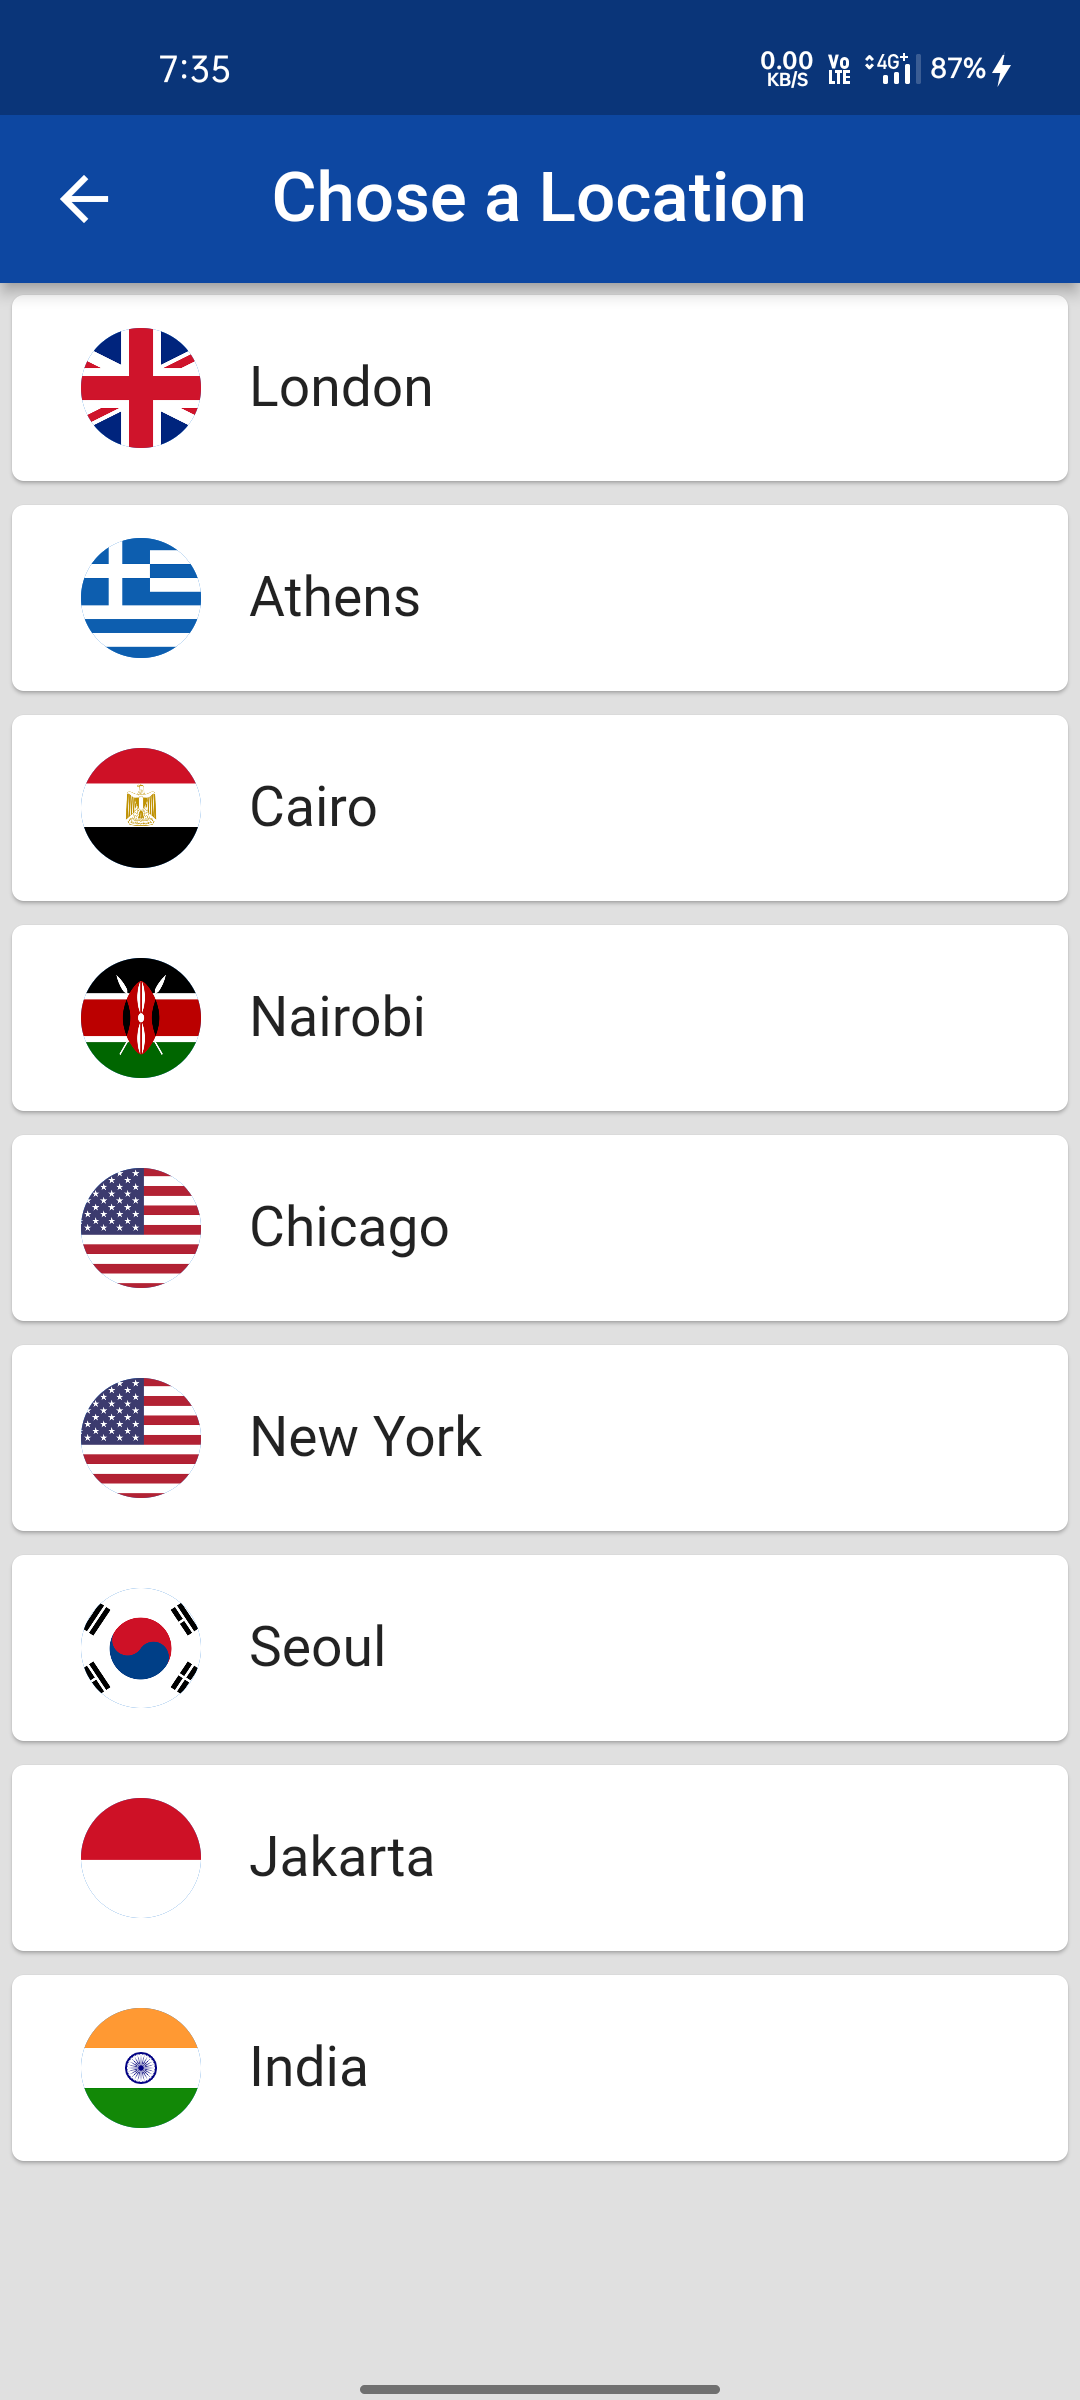 7:35
0.00 KB/S Vo LTE 4G+ 87%
Chose a Location
London
Athens
Cairo
Nairobi
Chicago
New York
Seoul
Jakarta
India